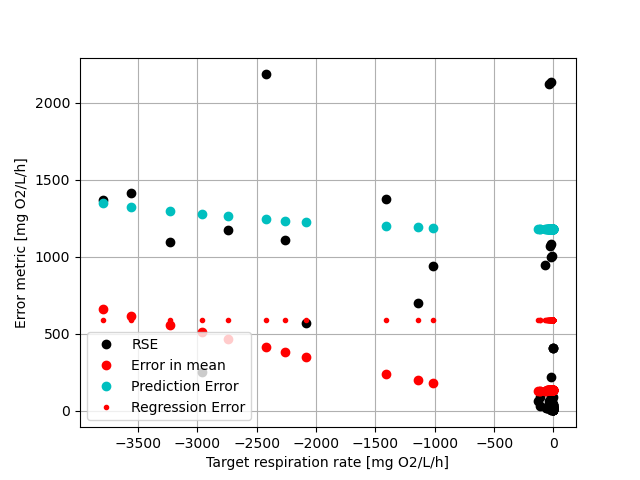 2000
1500
1000
500
0
Error metric [mg O2/L/h]
RSE
Error in mean
Prediction Error
Regression Error
−3500 −3000 −2500 −2000 −1500 −1000 −500 0
Target respiration rate [mg O2/L/h]